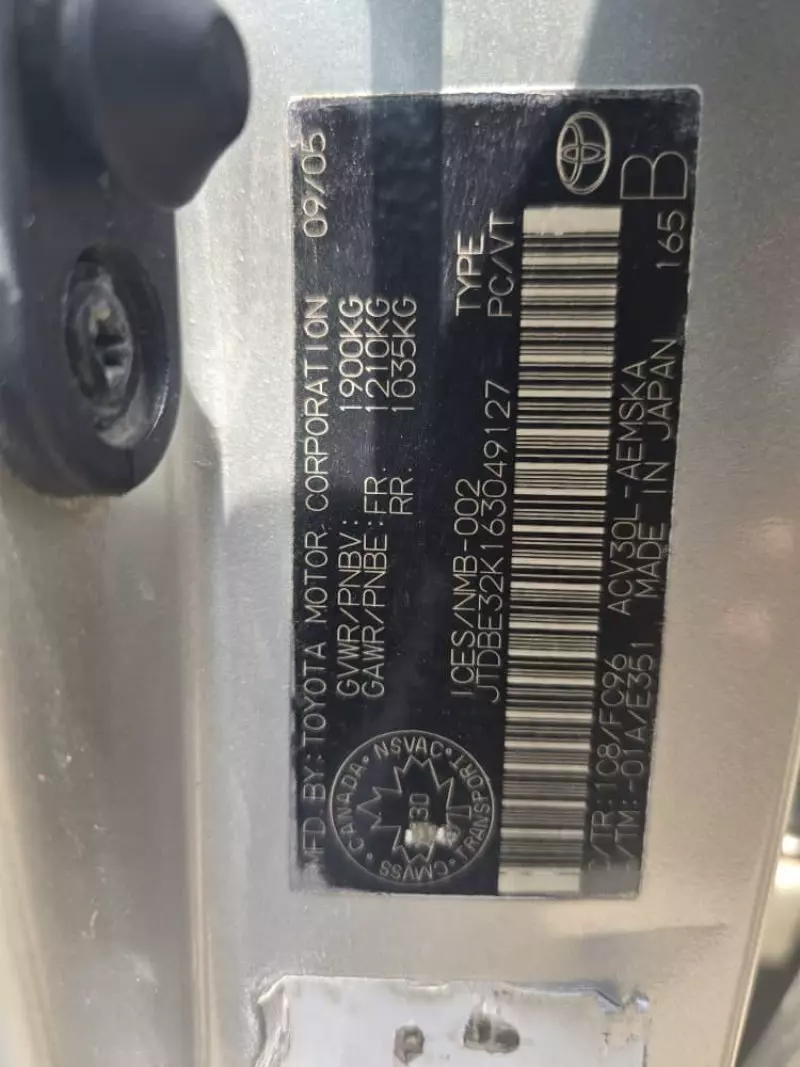 MFD. BY: TOYOTA MOTOR CORPORATION 09/05
GVWR/PNBV: 1900KG
GAWR/PNBE: FR. 1210KG
RR. 1035KG
CANADA · NSVAC · TRANSPORT · CMVSS
ICES/NMB-002 TYPE
JTDBE32K163049127 PC/VT
C/TR: 1C8/FC96 ACV30L-AEMSKA 165 B
/TM: -01A/E351 MADE IN JAPAN